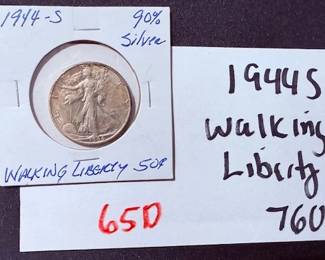 1944-S 90%
Silver
WALKING LIBERTY 50¢
65D
1944S
Walking
Liberty
760